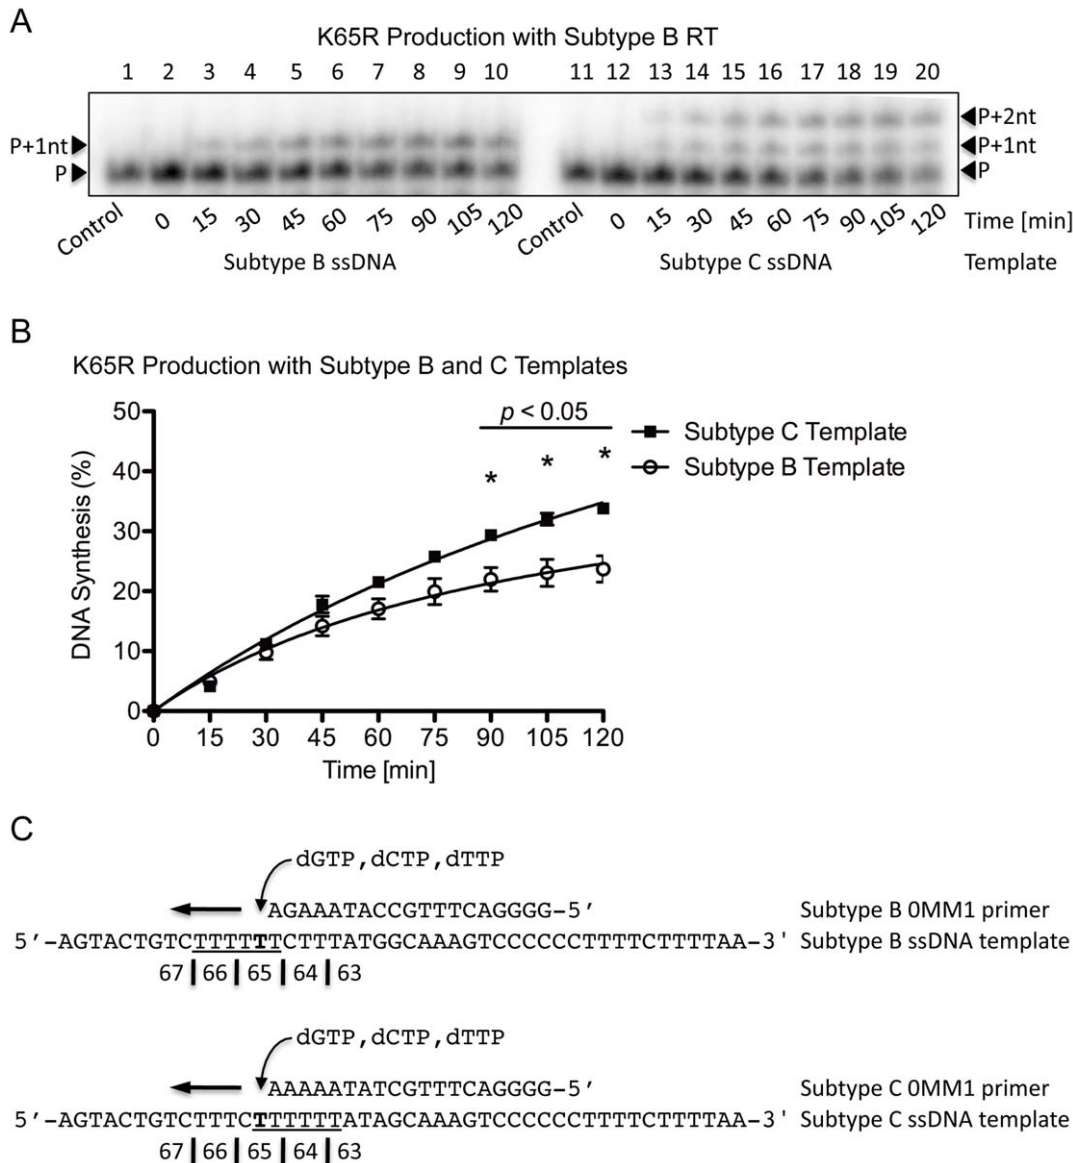 A
K65R Production with Subtype B RT
1 2 3 4 5 6 7 8 9 10 11 12 13 14 15 16 17 18 19 20
P+2nt
P+1nt P+1nt
P P
Control 0 15 30 45 60 75 90 105 120 Control 0 15 30 45 60 75 90 105 120 Time [min]
Subtype B ssDNA Subtype C ssDNA Template
B
K65R Production with Subtype B and C Templates
p < 0.05
* * *
Subtype C Template
Subtype B Template
DNA Synthesis (%)
50
40
30
20
10
0
0 15 30 45 60 75 90 105 120
Time [min]
C
dGTP,dCTP,dTTP
AGAAATACCGTTTCAGGGG-5' Subtype B 0MM1 primer
5'-AGTACTGTCTTTTTTCTTTATGGCAAAGTCCCCCCTTTTCTTTTAA-3' Subtype B ssDNA template
67 | 66 | 65 | 64 | 63
dGTP,dCTP,dTTP
AAAAATATCGTTTCAGGGG-5' Subtype C 0MM1 primer
5'-AGTACTGTCTTTCTTTTTTATAGCAAAGTCCCCCCTTTTCTTTTAA-3' Subtype C ssDNA template
67 | 66 | 65 | 64 | 63